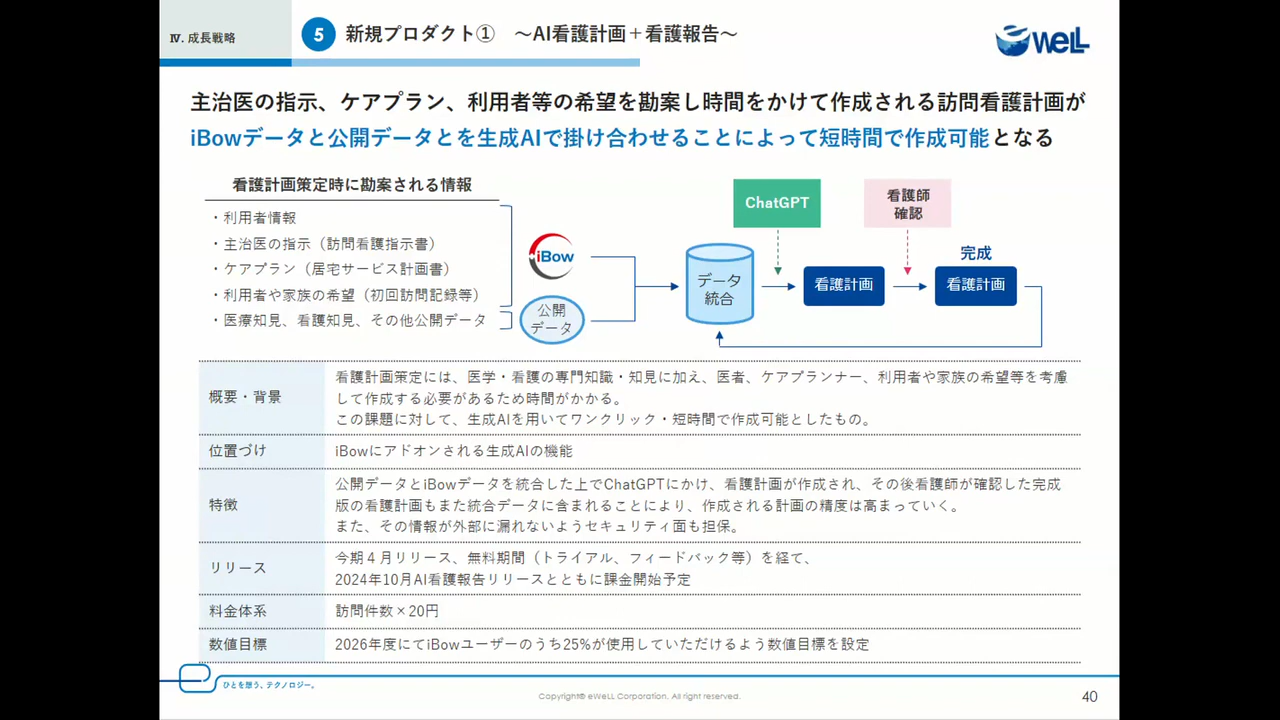 Ⅳ. 成長戦略
5 新規プロダクト① ～AI看護計画＋看護報告～
eWeLL
主治医の指示、ケアプラン、利用者等の希望を勘案し時間をかけて作成される訪問看護計画が
iBowデータと公開データとを生成AIで掛け合わせることによって短時間で作成可能となる
看護計画策定時に勘案される情報
・利用者情報
・主治医の指示（訪問看護指示書）
・ケアプラン（居宅サービス計画書）
・利用者や家族の希望（初回訪問記録等）
・医療知見、看護知見、その他公開データ
iBow
公開
データ
データ
統合
ChatGPT
看護計画
看護師
確認
完成
看護計画
概要・背景
看護計画策定には、医学・看護の専門知識・知見に加え、医者、ケアプランナー、利用者や家族の希望等を考慮
して作成する必要があるため時間がかかる。
この課題に対して、生成AIを用いてワンクリック・短時間で作成可能としたもの。
位置づけ
iBowにアドオンされる生成AIの機能
特徴
公開データとiBowデータを統合した上でChatGPTにかけ、看護計画が作成され、その後看護師が確認した完成
版の看護計画もまた統合データに含まれることにより、作成される計画の精度は高まっていく。
また、その情報が外部に漏れないようセキュリティ面も担保。
リリース
今期４月リリース、無料期間（トライアル、フィードバック等）を経て、
2024年10月AI看護報告リリースとともに課金開始予定
料金体系
訪問件数×20円
数値目標
2026年度にてiBowユーザーのうち25%が使用していただけるよう数値目標を設定
ひとを想う、テクノロジー。
Copyright© eWeLL Corporation. All right reserved.
40